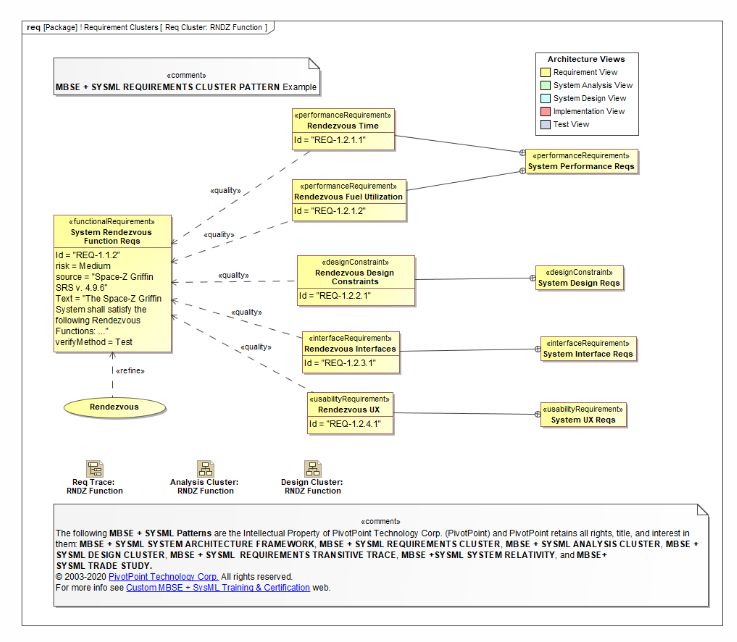 req [Package] ! Requirement Clusters [ Req Cluster: RNDZ Function ]
«comment»
MBSE + SYSML REQUIREMENTS CLUSTER PATTERN Example
Architecture Views
Requirement View
System Analysis View
System Design View
Implementation View
Test View
«performanceRequirement»
Rendezvous Time
Id = "REQ-1.2.1.1"
«performanceRequirement»
System Performance Reqs
«performanceRequirement»
Rendezvous Fuel Utilization
Id = "REQ-1.2.1.2"
«quality»
«quality»
«quality»
«quality»
«quality»
«functionalRequirement»
System Rendezvous
Function Reqs
Id = "REQ-1.1.2"
risk = Medium
source = "Space-Z Griffin
SRS v. 4.9.6"
Text = "The Space-Z Griffin
System shall satisfy the
following Rendezvous
Functions: ..."
verifyMethod = Test
«designConstraint»
Rendezvous Design
Constraints
Id = "REQ-1.2.2.1"
«designConstraint»
System Design Reqs
«interfaceRequirement»
Rendezvous Interfaces
Id = "REQ-1.2.3.1"
«interfaceRequirement»
System Interface Reqs
«usabilityRequirement»
Rendezvous UX
Id = "REQ-1.2.4.1"
«usabilityRequirement»
System UX Reqs
«refine»
Rendezvous
Req Trace:
RNDZ Function
Analysis Cluster:
RNDZ Function
Design Cluster:
RNDZ Function
«comment»
The following MBSE + SYSML Patterns are the Intellectual Property of PivotPoint Technology Corp. (PivotPoint) and PivotPoint retains all rights, title, and interest in
them: MBSE + SYSML SYSTEM ARCHITECTURE FRAMEWORK, MBSE + SYSML REQUIREMENTS CLUSTER, MBSE + SYSML ANALYSIS CLUSTER, MBSE +
SYSML DESIGN CLUSTER, MBSE + SYSML REQUIREMENTS TRANSITIVE TRACE, MBSE +SYSML SYSTEM RELATIVITY, and MBSE+
SYSML TRADE STUDY.
© 2003-2020 PivotPoint Technology Corp. All rights reserved.
For more info see Custom MBSE + SysML Training & Certification web.